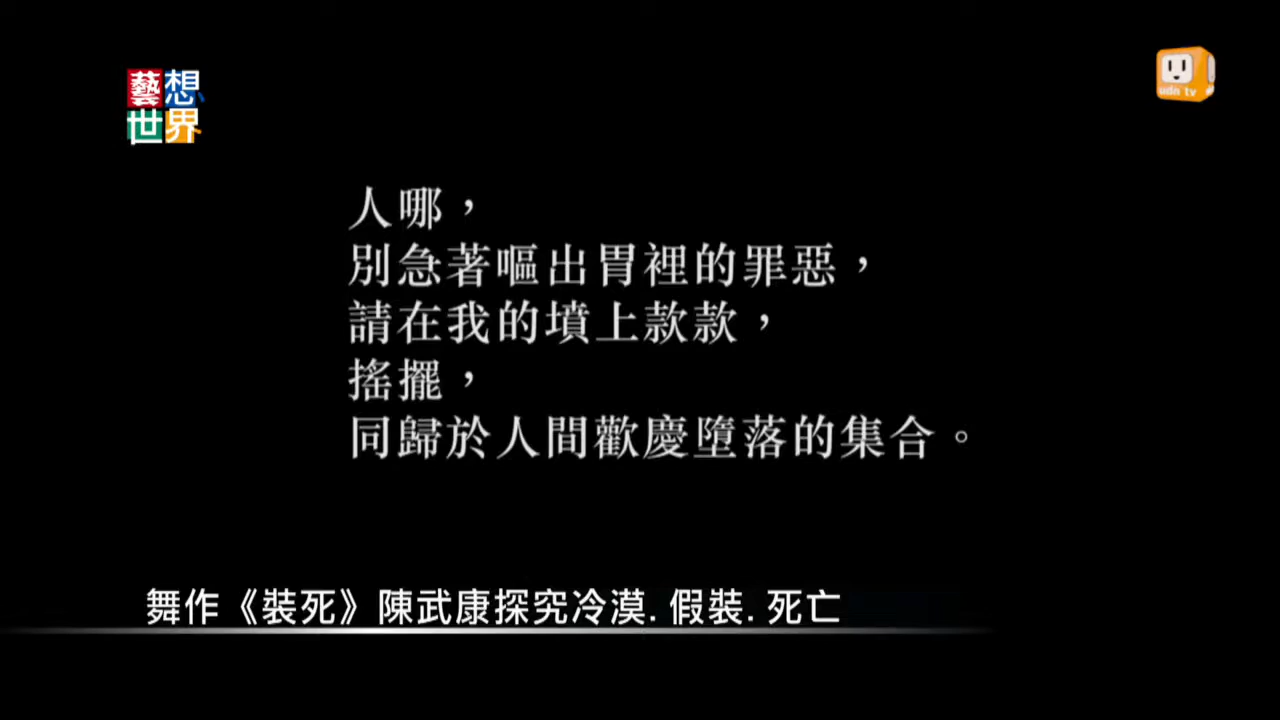 藝想
世界
udn tv
人哪，
別急著嘔出胃裡的罪惡，
請在我的墳上款款，
搖擺，
同歸於人間歡慶墮落的集合。
舞作《裝死》陳武康探究冷漠.假裝.死亡